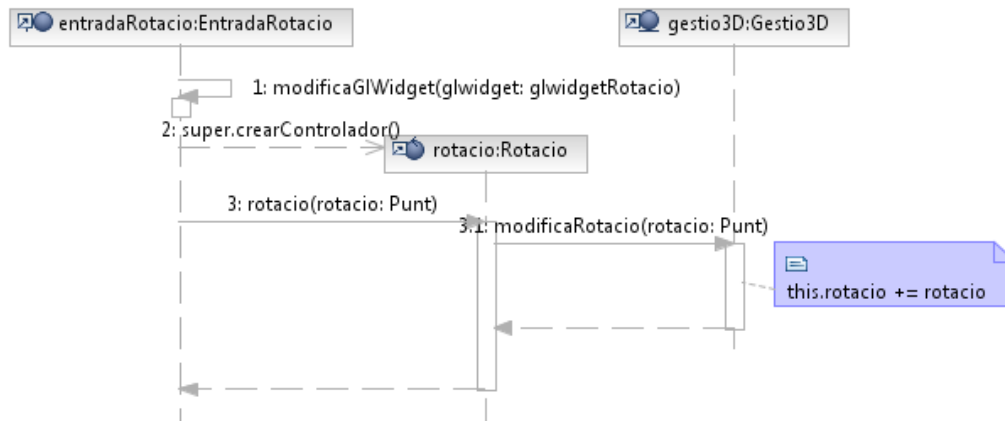 entradaRotacio:EntradaRotacio
gestio3D:Gestio3D
1: modificaGlWidget(glwidget: glwidgetRotacio)
2: super.crearControlador()
rotacio:Rotacio
3: rotacio(rotacio: Punt)
3.1: modificaRotacio(rotacio: Punt)
this.rotacio += rotacio